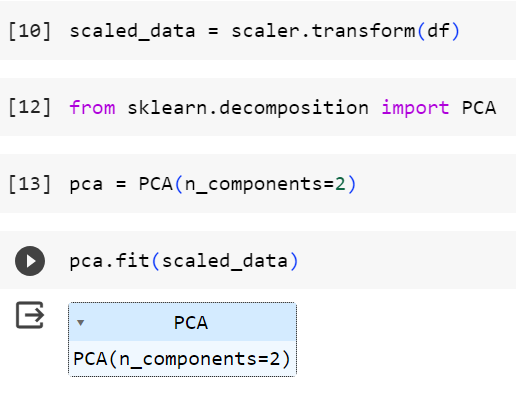 [10] scaled_data = scaler.transform(df)
[12] from sklearn.decomposition import PCA
[13] pca = PCA(n_components=2)
pca.fit(scaled_data)
PCA
PCA(n_components=2)